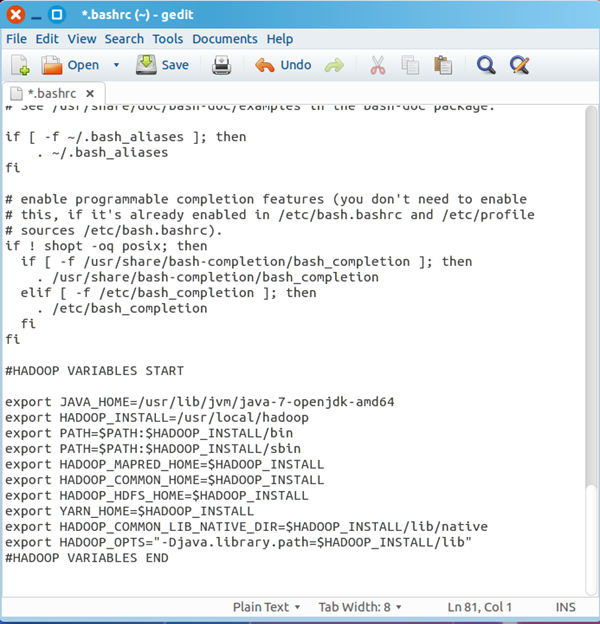 *.bashrc (~) - gedit
File Edit View Search Tools Documents Help
Open Save Undo
*.bashrc
# See /usr/share/doc/bash-doc/examples in the bash-doc package.
if [ -f ~/.bash_aliases ]; then
    . ~/.bash_aliases
fi
# enable programmable completion features (you don't need to enable
# this, if it's already enabled in /etc/bash.bashrc and /etc/profile
# sources /etc/bash.bashrc).
if ! shopt -oq posix; then
  if [ -f /usr/share/bash-completion/bash_completion ]; then
    . /usr/share/bash-completion/bash_completion
  elif [ -f /etc/bash_completion ]; then
    . /etc/bash_completion
  fi
fi
#HADOOP VARIABLES START
export JAVA_HOME=/usr/lib/jvm/java-7-openjdk-amd64
export HADOOP_INSTALL=/usr/local/hadoop
export PATH=$PATH:$HADOOP_INSTALL/bin
export PATH=$PATH:$HADOOP_INSTALL/sbin
export HADOOP_MAPRED_HOME=$HADOOP_INSTALL
export HADOOP_COMMON_HOME=$HADOOP_INSTALL
export HADOOP_HDFS_HOME=$HADOOP_INSTALL
export YARN_HOME=$HADOOP_INSTALL
export HADOOP_COMMON_LIB_NATIVE_DIR=$HADOOP_INSTALL/lib/native
export HADOOP_OPTS="-Djava.library.path=$HADOOP_INSTALL/lib"
#HADOOP VARIABLES END
Plain Text Tab Width: 8 Ln 81, Col 1 INS